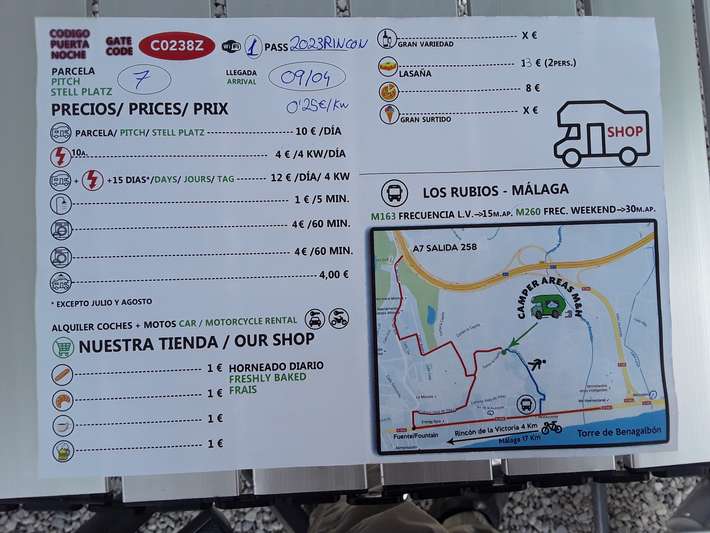 CODIGO PUERTA NOCHE
GATE CODE
C0238Z
WiFi 1 PASS 2023RINCON
PARCELA
PITCH
STELL PLATZ
7
LLEGADA
ARRIVAL
09/04
PRECIOS/ PRICES/ PRIX
0'25€/Kw
PARCELA/ PITCH/ STELL PLATZ 10 €/DÍA
10A. 4 €/4 KW/DÍA
+ +15 DIAS*/DAYS/ JOURS/ TAG 12 €/DÍA/ 4 KW
1 €/5 MIN.
4€/60 MIN.
4€/60 MIN.
4,00 €
* EXCEPTO JULIO Y AGOSTO
ALQUILER COCHES + MOTOS CAR / MOTORCYCLE RENTAL
NUESTRA TIENDA / OUR SHOP
1 € HORNEADO DIARIO
FRESHLY BAKED
FRAIS
1 €
1 €
1 €
GRAN VARIEDAD X €
LASAÑA 13 € (2PERS.)
8 €
GRAN SURTIDO X €
SHOP
LOS RUBIOS - MÁLAGA
M163 FRECUENCIA L.V.->15M.AP. M260 FREC. WEEKEND->30M.AP.
A7 SALIDA 258
CAMPER AREAS M&H
Fuente/Fountain
Rincón de la Victoria 4 Km
Málaga 17 Km
Torre de Benagalbón